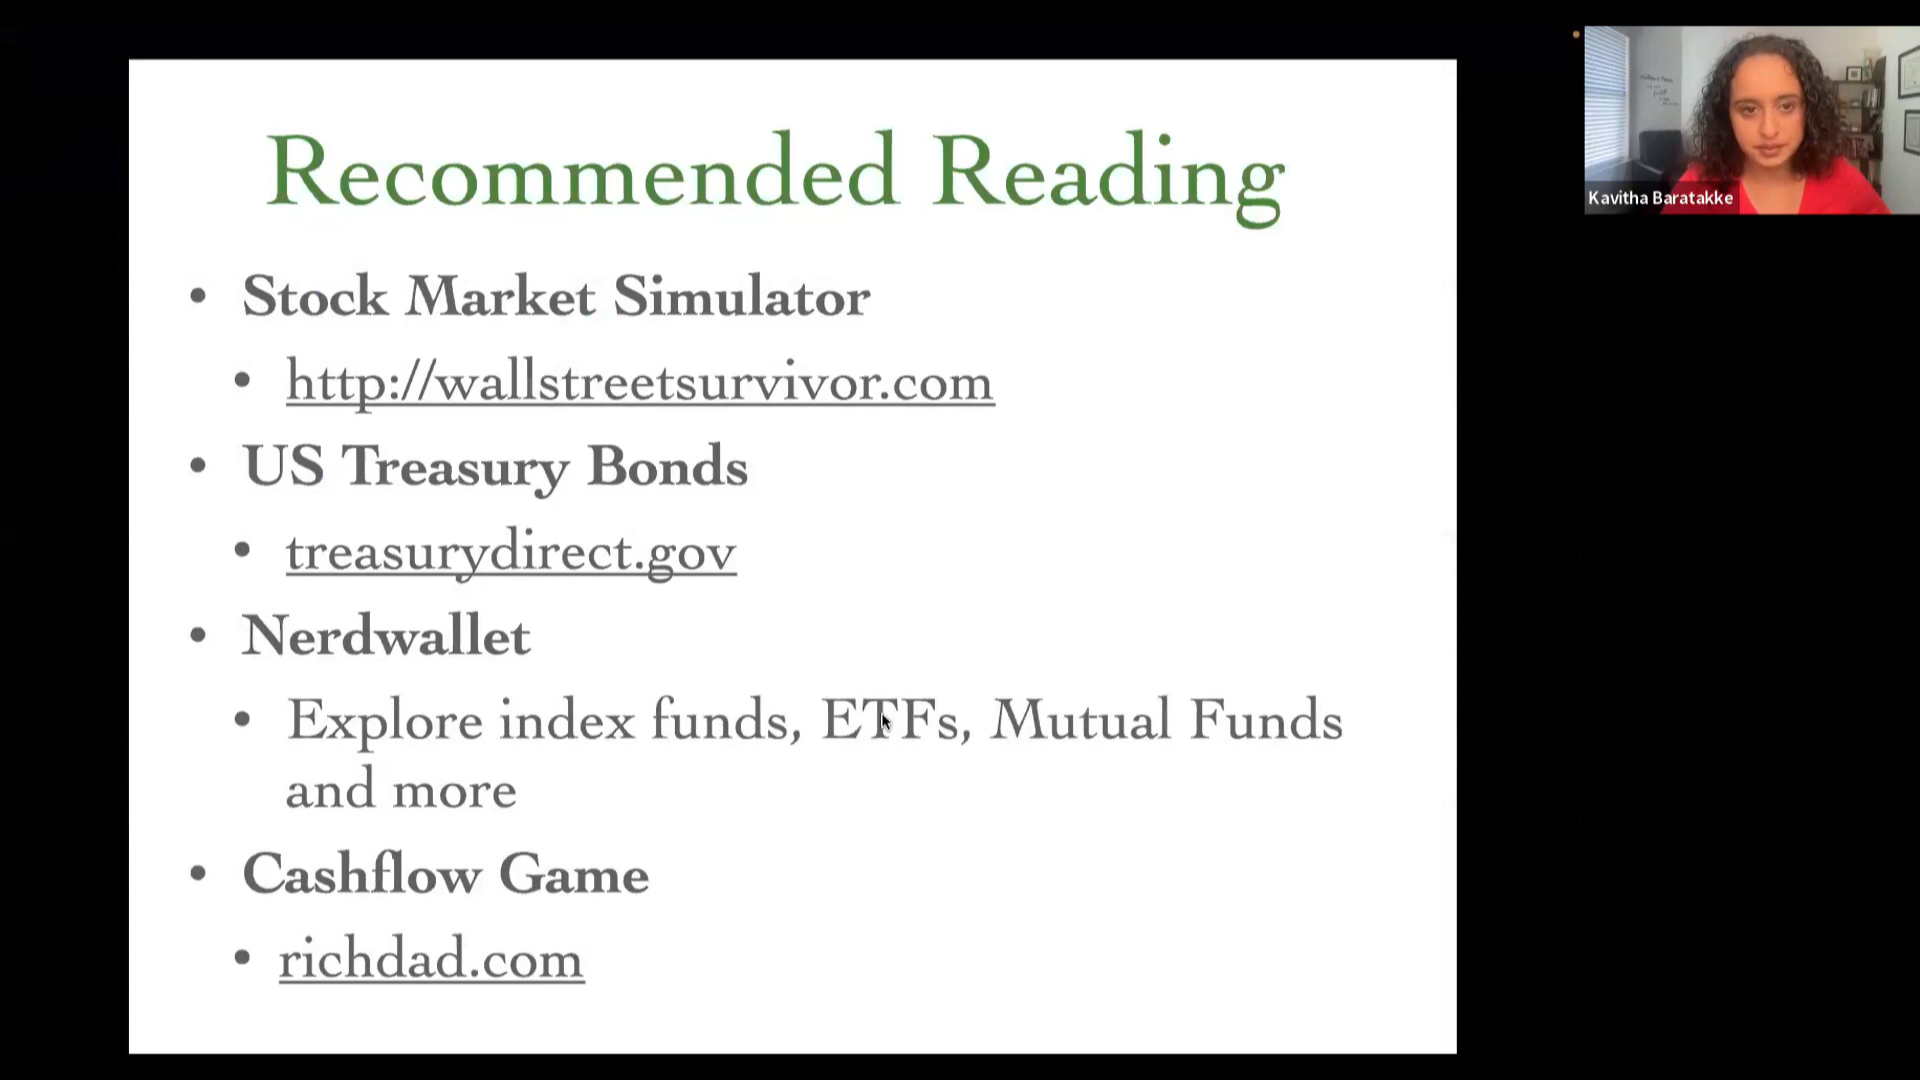 Recommended Reading
• Stock Market Simulator
• http://wallstreetsurvivor.com
• US Treasury Bonds
• treasurydirect.gov
• Nerdwallet
• Explore index funds, ETFs, Mutual Funds
and more
• Cashflow Game
• richdad.com
Kavitha Baratakke